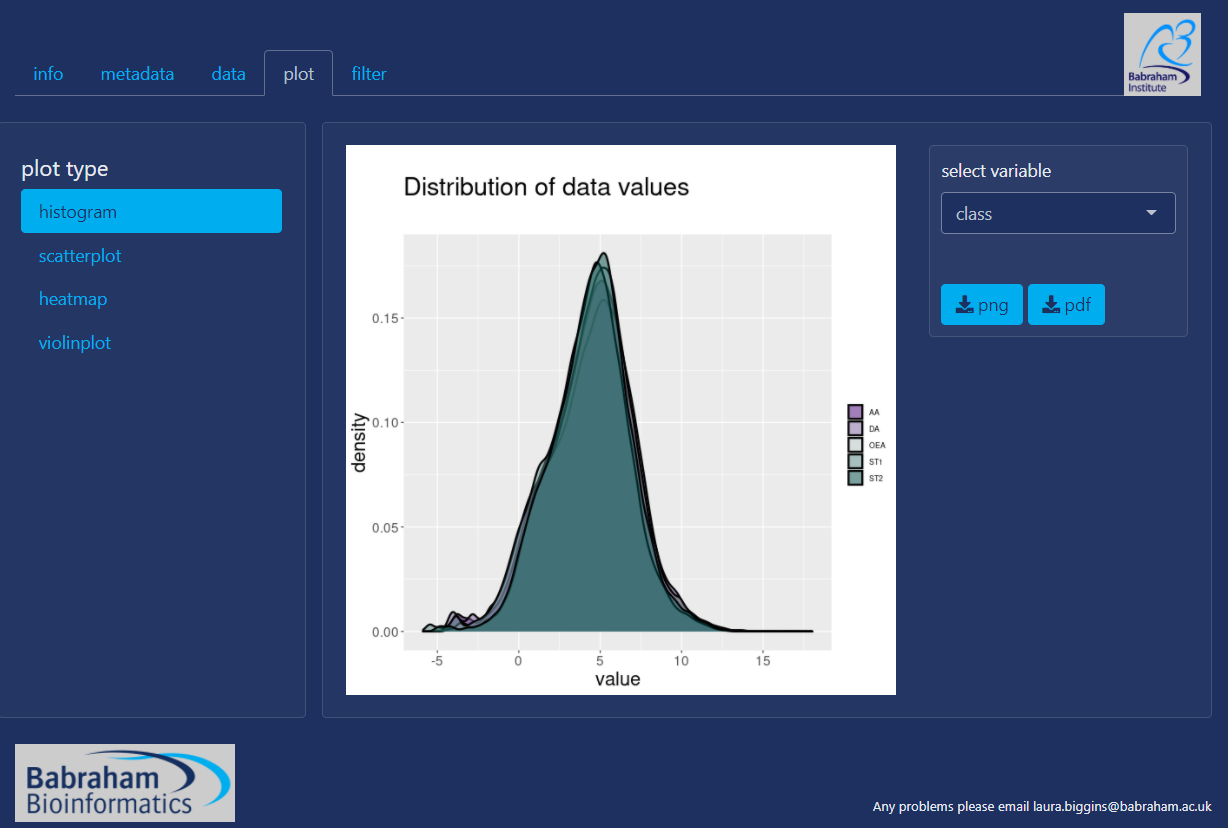 info metadata data plot filter
Babraham
Institute
plot type
histogram
scatterplot
heatmap
violinplot
Distribution of data values
density
0.15
0.10
0.05
0.00
-5 0 5 10 15
value
AA
DA
OEA
ST1
ST2
select variable
class
png pdf
Babraham
Bioinformatics
Any problems please email laura.biggins@babraham.ac.uk